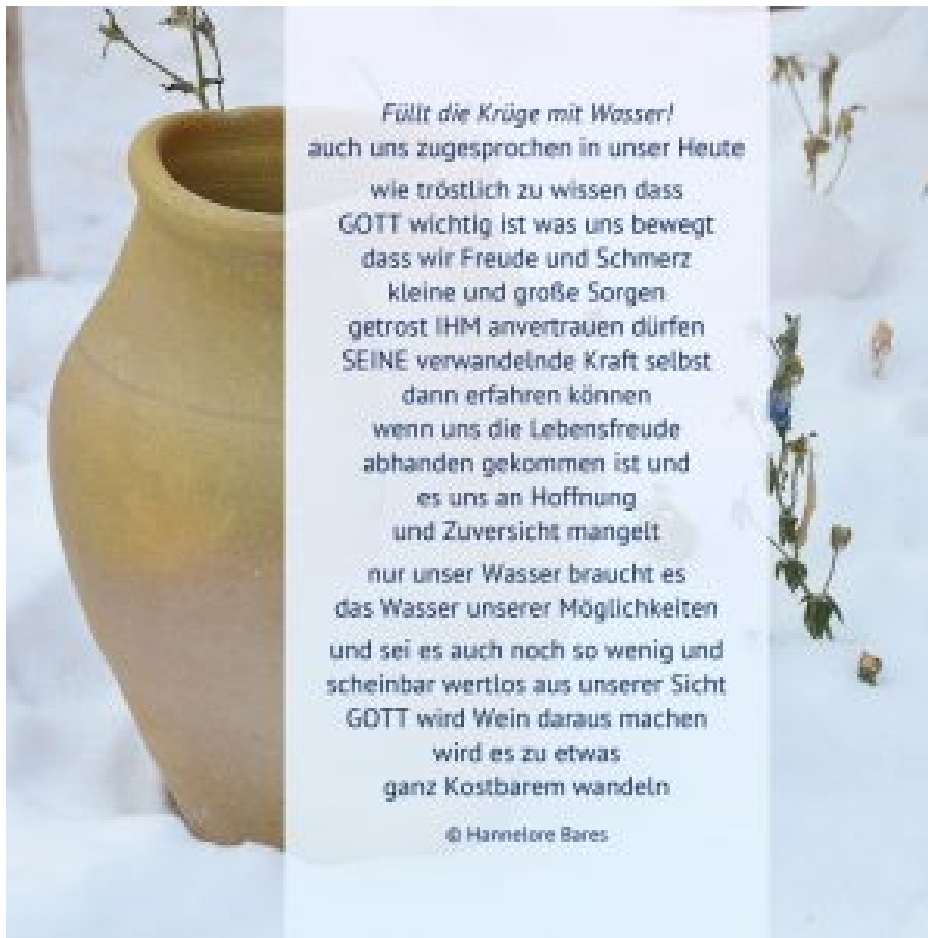 Füllt die Krüge mit Wasser!
auch uns zugesprochen in unser Heute
wie tröstlich zu wissen dass
GOTT wichtig ist was uns bewegt
dass wir Freude und Schmerz
kleine und große Sorgen
getrost IHM anvertrauen dürfen
SEINE verwandelnde Kraft selbst
dann erfahren können
wenn uns die Lebensfreude
abhanden gekommen ist und
es uns an Hoffnung
und Zuversicht mangelt
nur unser Wasser braucht es
das Wasser unserer Möglichkeiten
und sei es auch noch so wenig und
scheinbar wertlos aus unserer Sicht
GOTT wird Wein daraus machen
wird es zu etwas
ganz Kostbarem wandeln
© Hannelore Bares